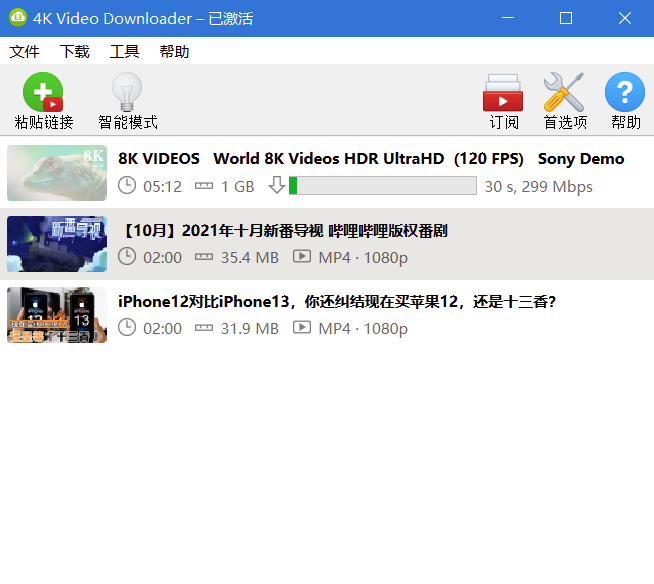 4K Video Downloader – 已激活
文件 下载 工具 帮助
粘贴链接 智能模式 订阅 首选项 帮助
8K
8K VIDEOS World 8K Videos HDR UltraHD (120 FPS) Sony Demo
05:12 1 GB 30 s, 299 Mbps
新番导视
【10月】2021年十月新番导视 哔哩哔哩版权番剧
02:00 35.4 MB MP4 · 1080p
iPhone12对比iPhone13，你还纠结现在买苹果12，还是十三香？
02:00 31.9 MB MP4 · 1080p